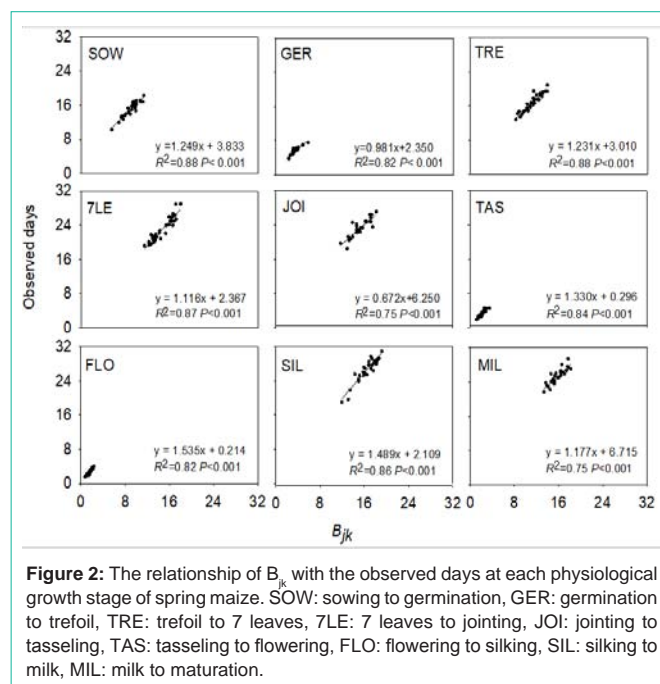 32
SOW
GER
TRE
24
16
8
y =1.249x + 3.833
y=0.981x+2.350
y =1.231x +3.010
R2=0.88 P< 0.001
R2=0.82 P< 0.001
R2=0.88 P<0.001
0
32
7LE
JOI
TAS
24
16
8
y = 1.116x + 2.367
y = 0.672x+6.250
y = 1.330x + 0.296
R2=0.87 P<0.001
R2=0.75 P<0.001
R2=0.84 P<0.001
0
Observed days
32
FLO
SIL
MIL
24
16
8
y = 1.535x + 0.214
y = 1.489x + 2.109
y = 1.177x + 6.715
R2=0.82 P<0.001
R2=0.86 P<0.001
R2=0.75 P<0.001
0
0 8 16 24 32 0 8 16 24 32 0 8 16 24 32
Bjk
Figure 2: The relationship of Bjk with the observed days at each physiological
growth stage of spring maize. SOW: sowing to germination, GER: germination
to trefoil, TRE: trefoil to 7 leaves, 7LE: 7 leaves to jointing, JOI: jointing to
tasseling, TAS: tasseling to flowering, FLO: flowering to silking, SIL: silking to
milk, MIL: milk to maturation.